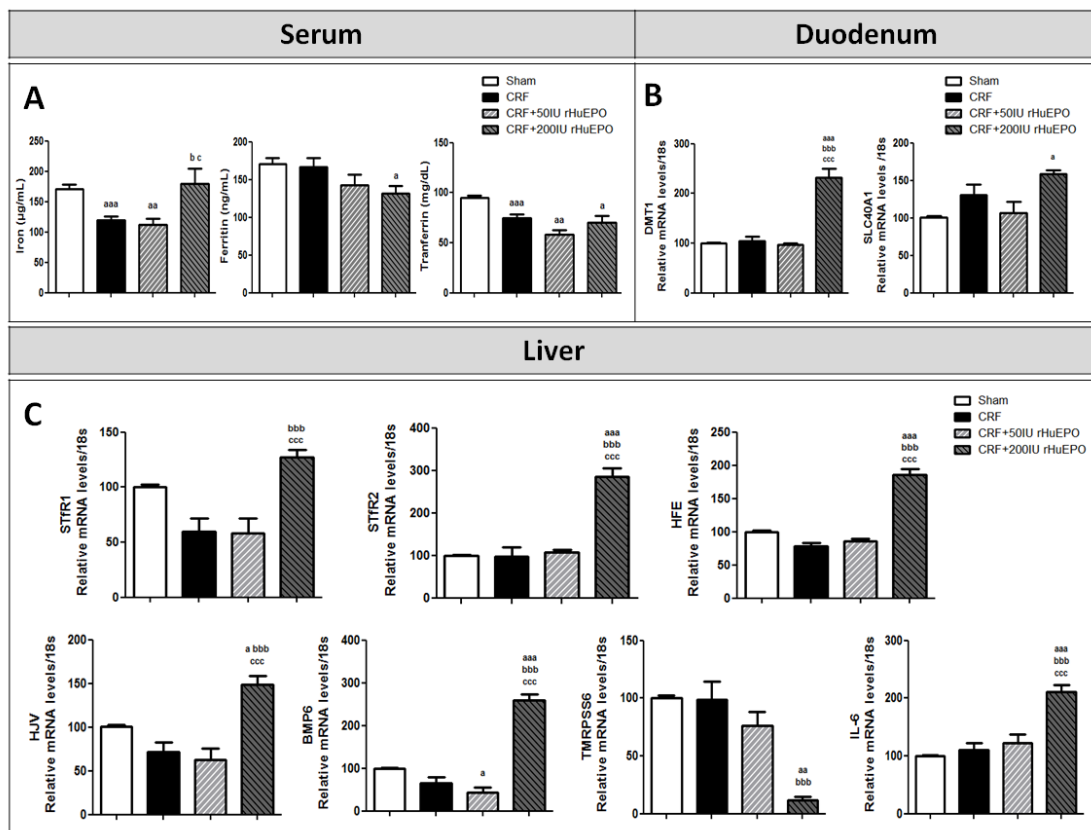 Serum
Duodenum
A
Sham
CRF
CRF+50IU rHuEPO
CRF+200IU rHuEPO
Iron (µg/mL)
200
150
100
50
0
aaa
aa
b c
Ferritin (ng/mL)
200
150
100
50
0
a
Tranferrin (mg/dL)
150
100
50
0
aaa
aa
a
B
Sham
CRF
CRF+50IU rHuEPO
CRF+200IU rHuEPO
DMT1
Relative mRNA levels/18s
300
200
100
0
aaa
bbb
ccc
SLC40A1
Relative mRNA levels /18s
200
150
100
50
0
a
Liver
C
Sham
CRF
CRF+50IU rHuEPO
CRF+200IU rHuEPO
STfR1
Relative mRNA levels/18s
150
100
50
0
bbb
ccc
STfR2
Relative mRNA levels/18s
400
300
200
100
0
aaa
bbb
ccc
HFE
Relative mRNA levels/18s
250
200
150
100
50
0
aaa
bbb
ccc
HJV
Relative mRNA levels/18s
200
150
100
50
0
a bbb
ccc
BMP6
Relative mRNA levels/18s
400
300
200
100
0
a
aaa
bbb
ccc
TMRPSS6
Relative mRNA levels/18s
150
100
50
0
aa
bbb
IL-6
Relative mRNA levels/18s
300
200
100
0
aaa
bbb
ccc